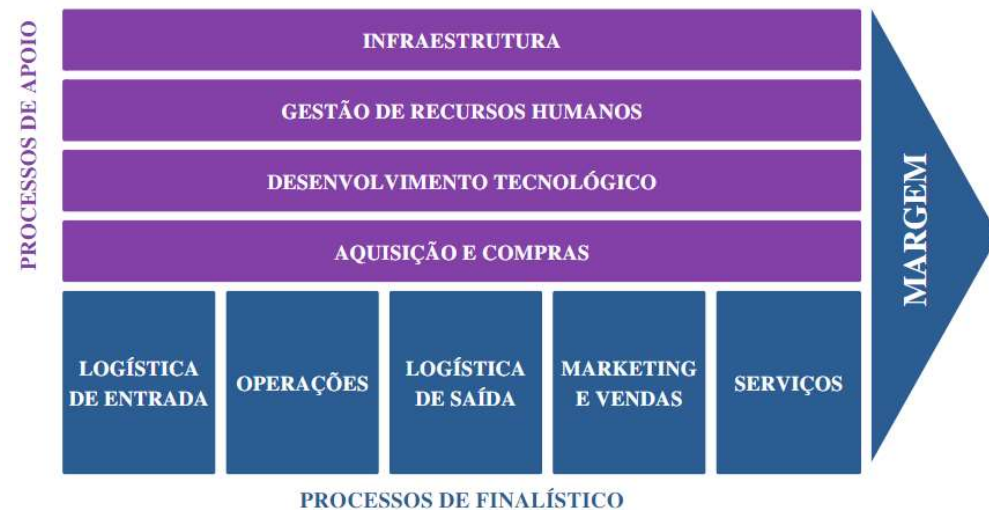 PROCESSOS DE APOIO
INFRAESTRUTURA
GESTÃO DE RECURSOS HUMANOS
DESENVOLVIMENTO TECNOLÓGICO
AQUISIÇÃO E COMPRAS
LOGÍSTICA
DE ENTRADA
OPERAÇÕES
LOGÍSTICA
DE SAÍDA
MARKETING
E VENDAS
SERVIÇOS
MARGEM
PROCESSOS DE FINALÍSTICO